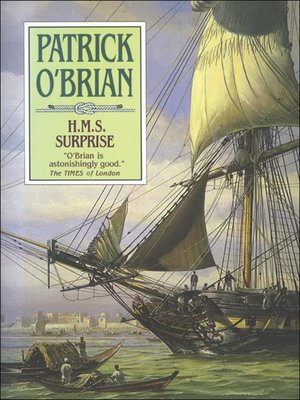 PATRICK
O'BRIAN
H.M.S.
SURPRISE
"O'Brian is
astonishingly good."
The TIMES of London